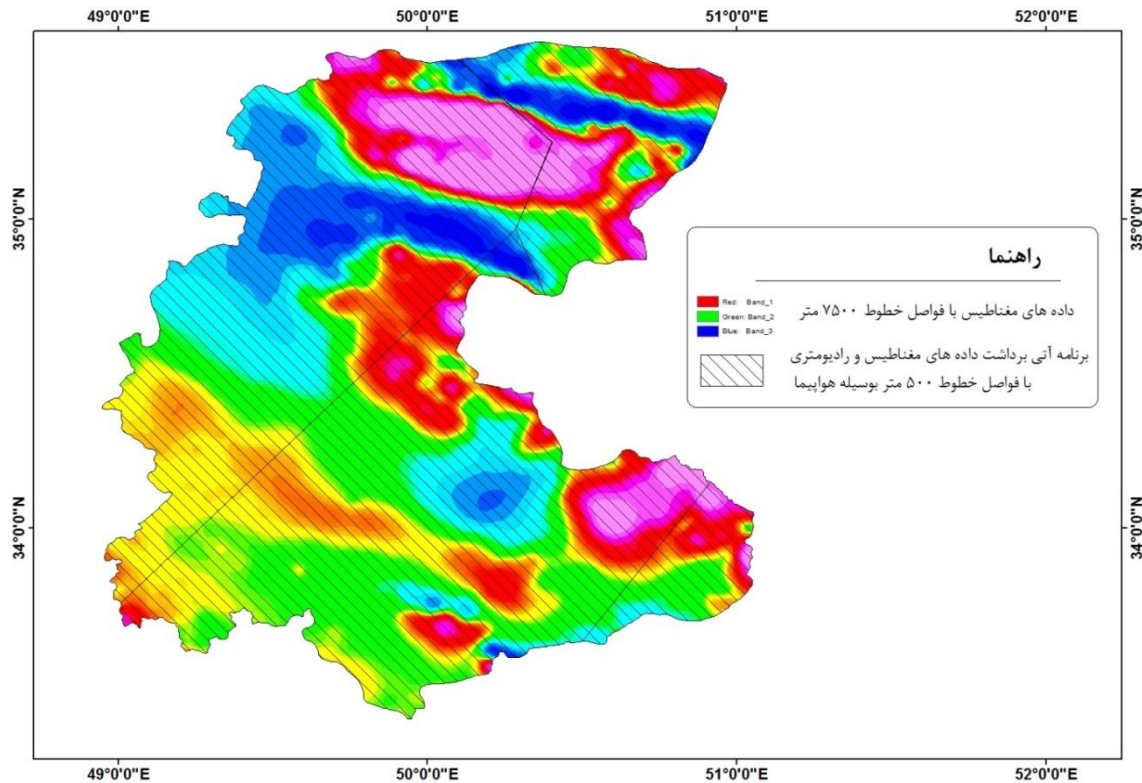 49°0'0"E 50°0'0"E 51°0'0"E 52°0'0"E
35°0'0"N 35°0'0"N
راهنما
Red: Band_1
Green: Band_2
Blue: Band_3
داده های مغناطیس با فواصل خطوط ۷۵۰۰ متر
برنامه آتی برداشت داده های مغناطیس و رادیومتری
با فواصل خطوط ۵۰۰ متر بوسیله هواپیما
34°0'0"N 34°0'0"N
49°0'0"E 50°0'0"E 51°0'0"E 52°0'0"E